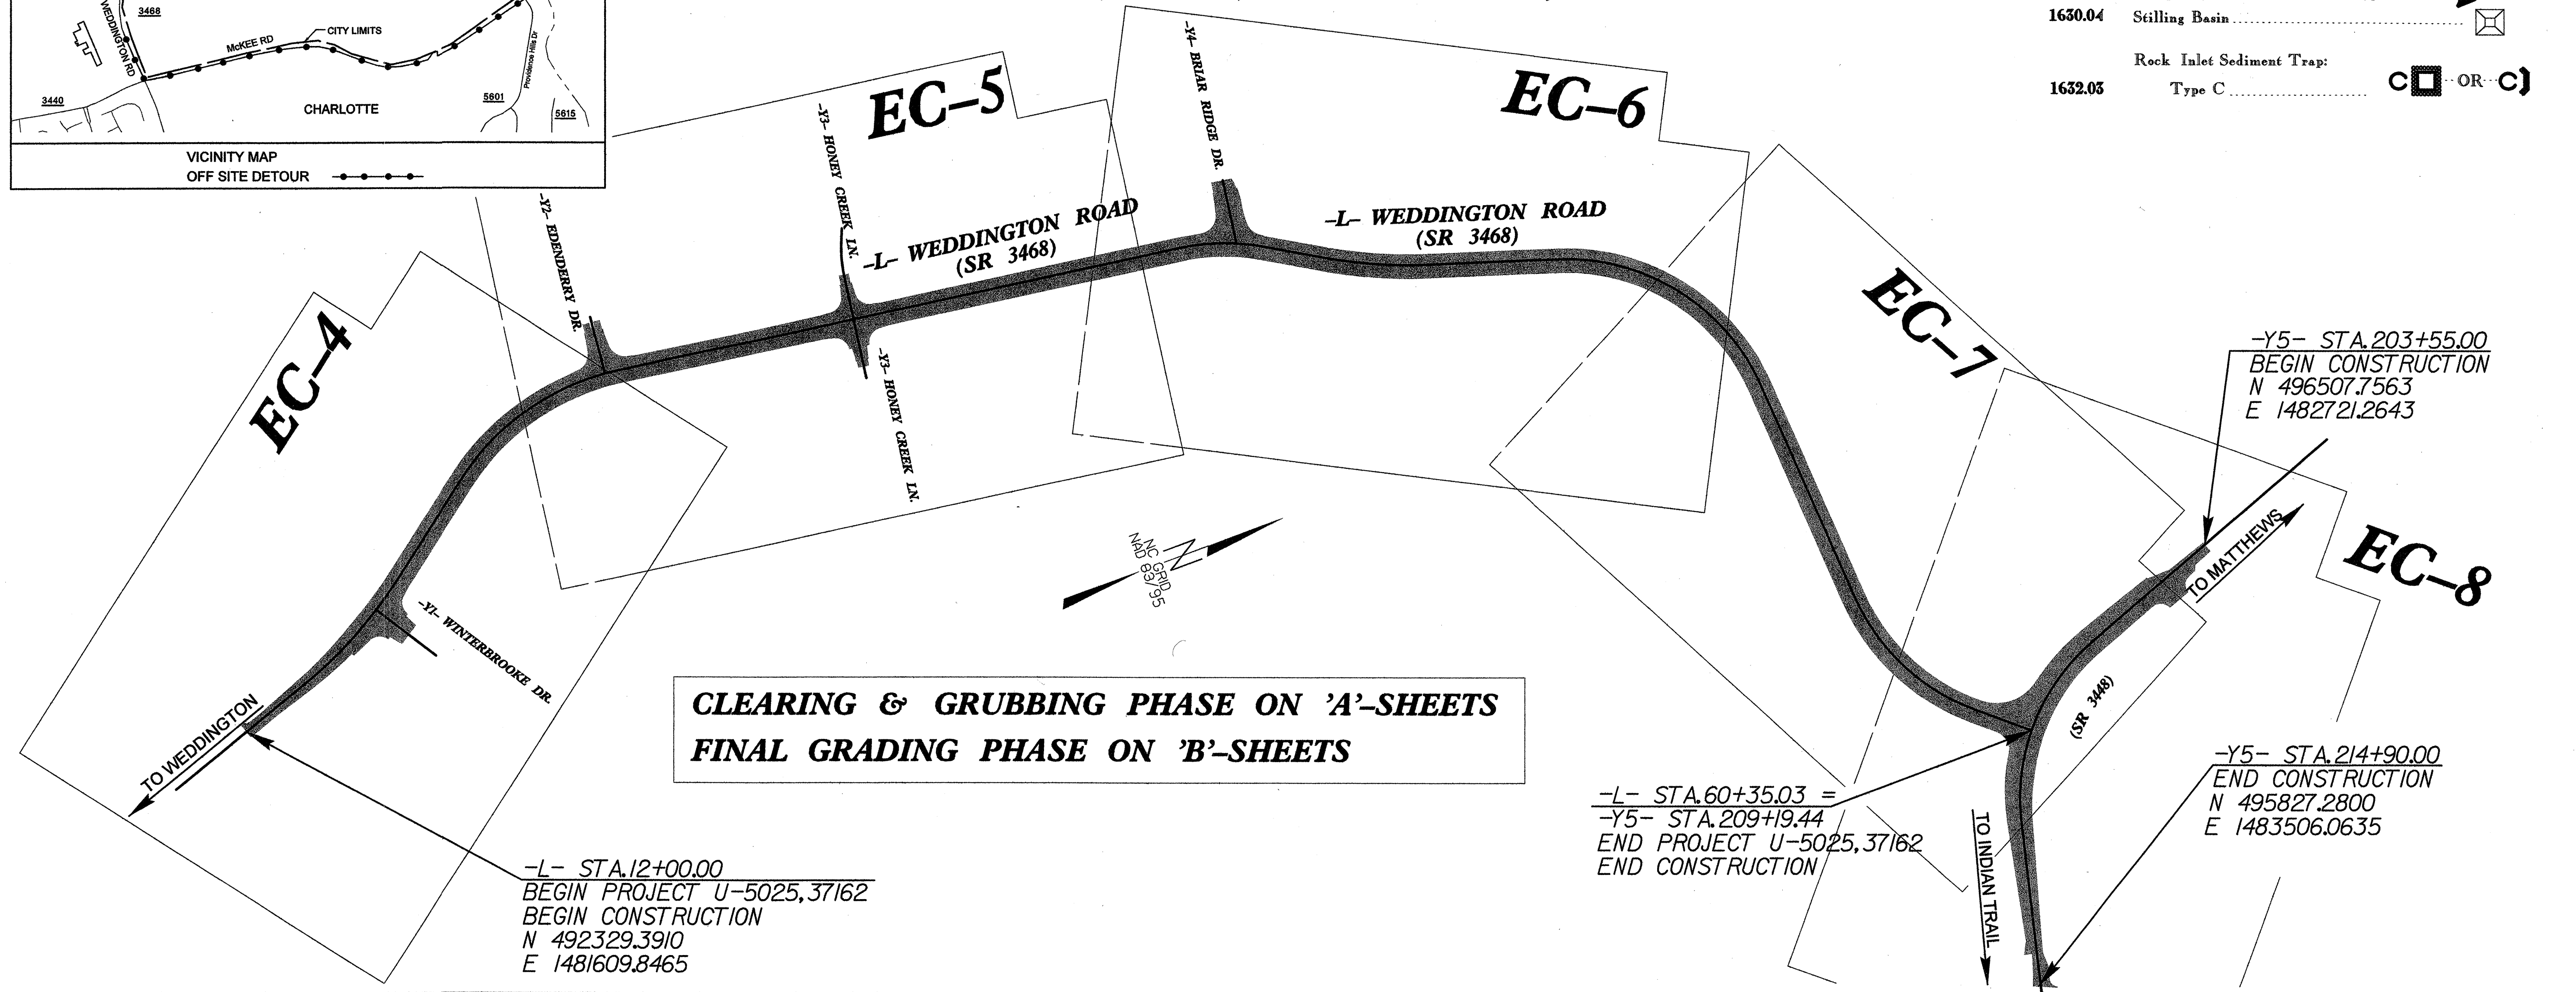 3468
WEDDINGTON RD
McKEE RD
CITY LIMITS
Providence Hills Dr
3440
CHARLOTTE
5601
5615
VICINITY MAP
OFF SITE DETOUR
1630.04 Stilling Basin
Rock Inlet Sediment Trap:
1632.03 Type C C OR C
EC-4
EC-5
EC-6
EC-7
EC-8
-Y2- EDENDERRY DR.
-Y3- HONEY CREEK LN.
-L- WEDDINGTON ROAD
(SR 3468)
-Y4- BRIAR RIDGE DR.
-L- WEDDINGTON ROAD
(SR 3468)
-Y3- HONEY CREEK LN.
-Y5- STA.203+55.00
BEGIN CONSTRUCTION
N 496507.7563
E 1482721.2643
TO MATTHEWS
N
NC GRID
NAD 83/95
-Y1- WINTERBROOKE DR.
TO WEDDINGTON
CLEARING & GRUBBING PHASE ON 'A'-SHEETS
FINAL GRADING PHASE ON 'B'-SHEETS
(SR 3448)
-L- STA.60+35.03 =
-Y5- STA.209+19.44
END PROJECT U-5025,37162
END CONSTRUCTION
TO INDIAN TRAIL
-Y5- STA.214+90.00
END CONSTRUCTION
N 495827.2800
E 1483506.0635
-L- STA.12+00.00
BEGIN PROJECT U-5025,37162
BEGIN CONSTRUCTION
N 492329.3910
E 1481609.8465